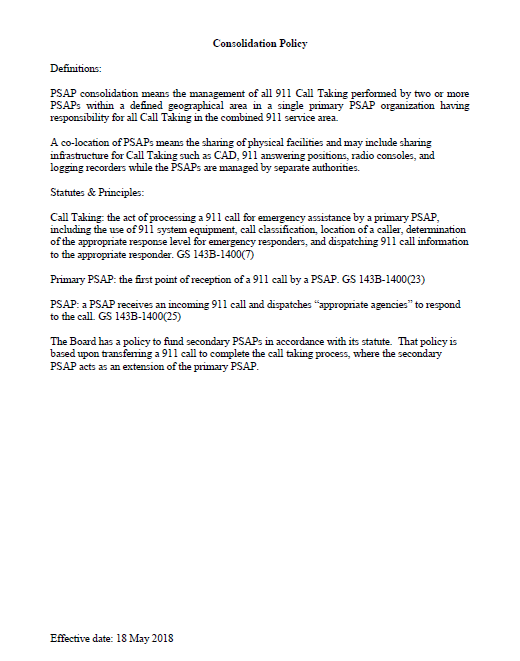 Consolidation Policy
Definitions:
PSAP consolidation means the management of all 911 Call Taking performed by two or more
PSAPs within a defined geographical area in a single primary PSAP organization having
responsibility for all Call Taking in the combined 911 service area.
A co-location of PSAPs means the sharing of physical facilities and may include sharing
infrastructure for Call Taking such as CAD, 911 answering positions, radio consoles, and
logging recorders while the PSAPs are managed by separate authorities.
Statutes & Principles:
Call Taking: the act of processing a 911 call for emergency assistance by a primary PSAP,
including the use of 911 system equipment, call classification, location of a caller, determination
of the appropriate response level for emergency responders, and dispatching 911 call information
to the appropriate responder. GS 143B-1400(7)
Primary PSAP: the first point of reception of a 911 call by a PSAP. GS 143B-1400(23)
PSAP: a PSAP receives an incoming 911 call and dispatches “appropriate agencies” to respond
to the call. GS 143B-1400(25)
The Board has a policy to fund secondary PSAPs in accordance with its statute.  That policy is
based upon transferring a 911 call to complete the call taking process, where the secondary
PSAP acts as an extension of the primary PSAP.
Effective date: 18 May 2018